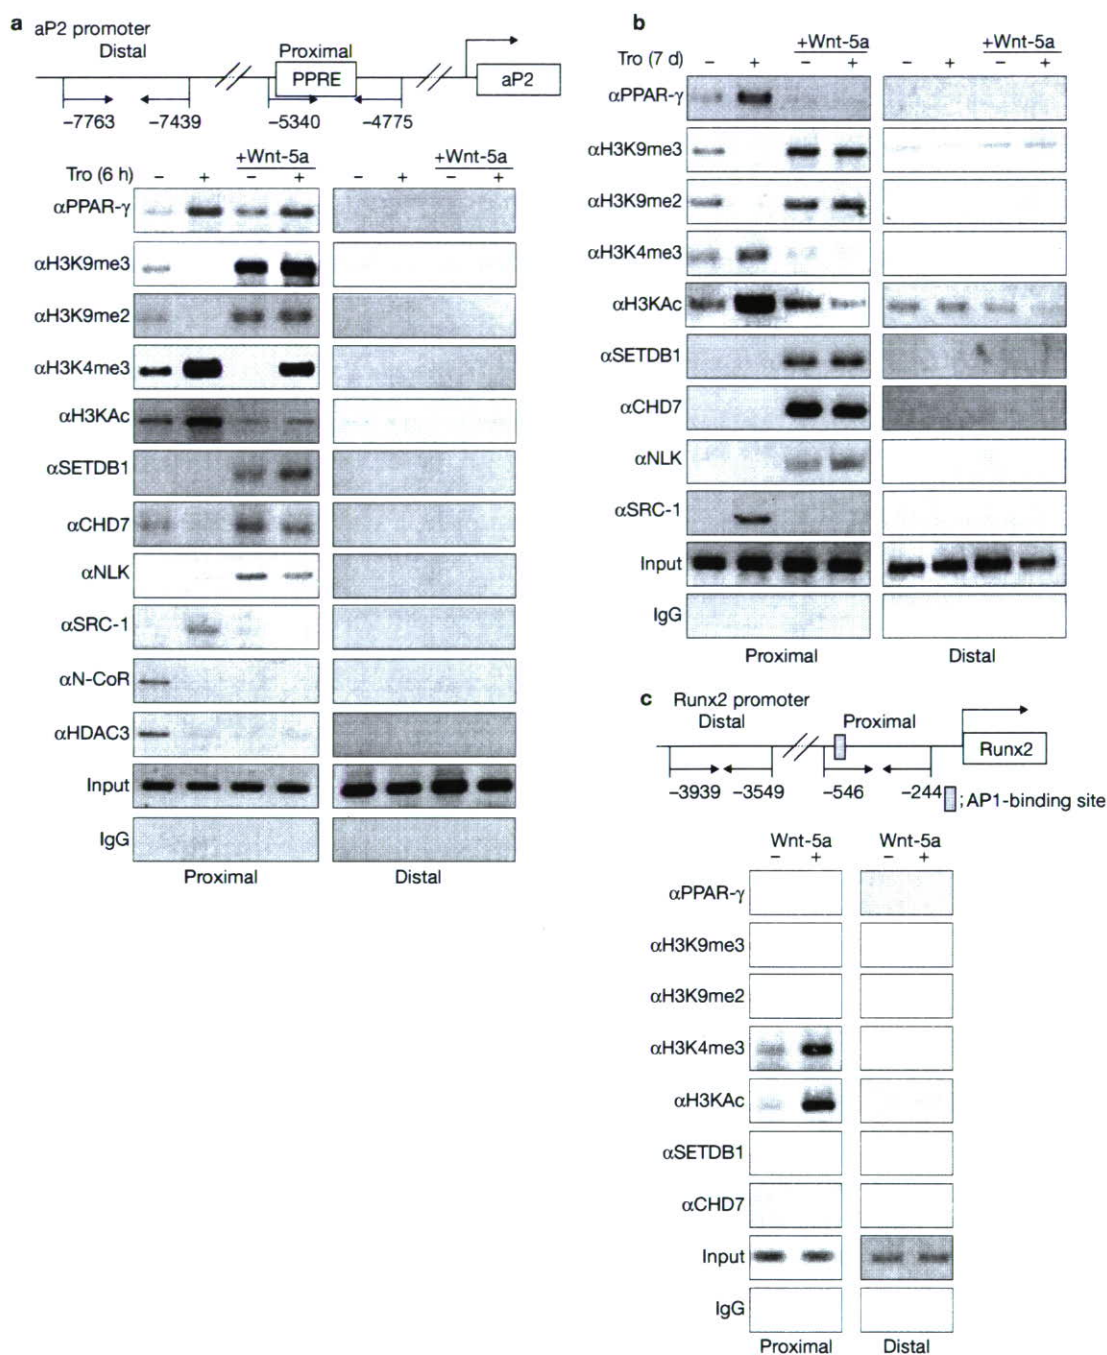 a
aP2 promoter
Distal
Proximal
PPRE
aP2
–7763
–7439
–5340
–4775
+Wnt-5a
+Wnt-5a
Tro (6 h) – + – + – + – +
αPPAR-γ
αH3K9me3
αH3K9me2
αH3K4me3
αH3KAc
αSETDB1
αCHD7
αNLK
αSRC-1
αN-CoR
αHDAC3
Input
IgG
Proximal
Distal
b
+Wnt-5a
+Wnt-5a
Tro (7 d) – + – + – + – +
αPPAR-γ
αH3K9me3
αH3K9me2
αH3K4me3
αH3KAc
αSETDB1
αCHD7
αNLK
αSRC-1
Input
IgG
Proximal
Distal
c
Runx2 promoter
Distal
Proximal
Runx2
–3939
–3549
–546
–244
; AP1-binding site
Wnt-5a
Wnt-5a
– + – +
αPPAR-γ
αH3K9me3
αH3K9me2
αH3K4me3
αH3KAc
αSETDB1
αCHD7
Input
IgG
Proximal
Distal